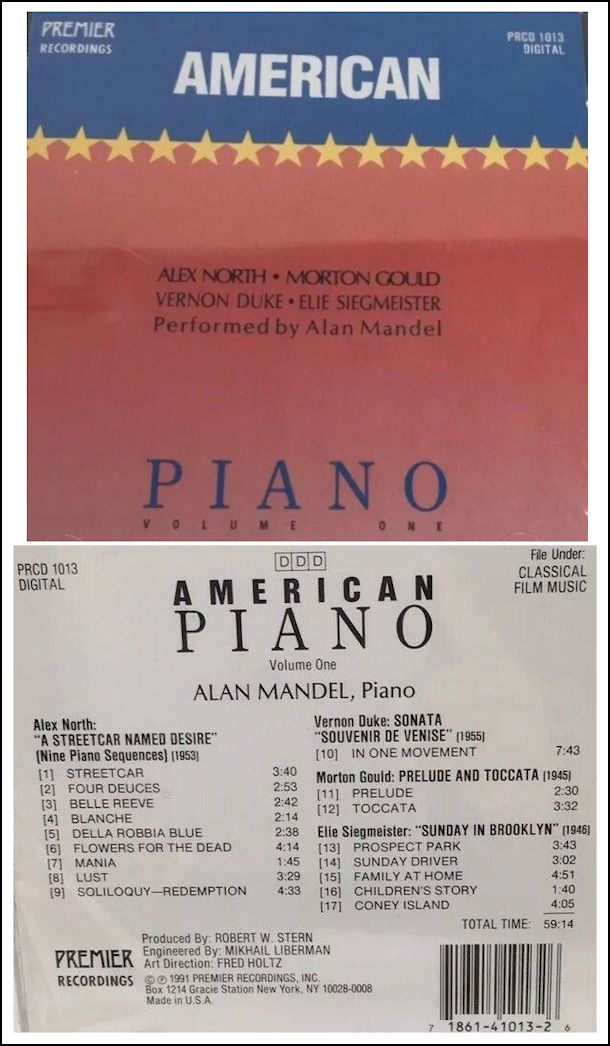 PREMIER
RECORDINGS
PRCD 1013
DIGITAL
AMERICAN
ALEX NORTH • MORTON GOULD
VERNON DUKE • ELIE SIEGMEISTER
Performed by Alan Mandel
PIANO
VOLUME ONE
PRCD 1013
DIGITAL
DDD
File Under:
CLASSICAL
FILM MUSIC
AMERICAN
PIANO
Volume One
ALAN MANDEL, Piano
Alex North:
"A STREETCAR NAMED DESIRE"
(Nine Piano Sequences) (1953)
[1] STREETCAR 3:40
[2] FOUR DEUCES 2:53
[3] BELLE REEVE 2:42
[4] BLANCHE 2:14
[5] DELLA ROBBIA BLUE 2:38
[6] FLOWERS FOR THE DEAD 4:14
[7] MANIA 1:45
[8] LUST 3:29
[9] SOLILOQUY—REDEMPTION 4:33
Vernon Duke: SONATA
"SOUVENIR DE VENISE" (1955)
[10] IN ONE MOVEMENT 7:43
Morton Gould: PRELUDE AND TOCCATA (1945)
[11] PRELUDE 2:30
[12] TOCCATA 3:32
Elie Siegmeister: "SUNDAY IN BROOKLYN" (1946)
[13] PROSPECT PARK 3:43
[14] SUNDAY DRIVER 3:02
[15] FAMILY AT HOME 4:51
[16] CHILDREN'S STORY 1:40
[17] CONEY ISLAND 4:05
TOTAL TIME: 59:14
PREMIER
RECORDINGS
Produced By: ROBERT W. STERN
Engineered By: MIKHAIL LIBERMAN
Art Direction: FRED HOLTZ
© ℗ 1991 PREMIER RECORDINGS, INC.
Box 1214 Gracie Station New York, NY 10028-0008
Made in U.S.A.
7 1861-41013-2 6